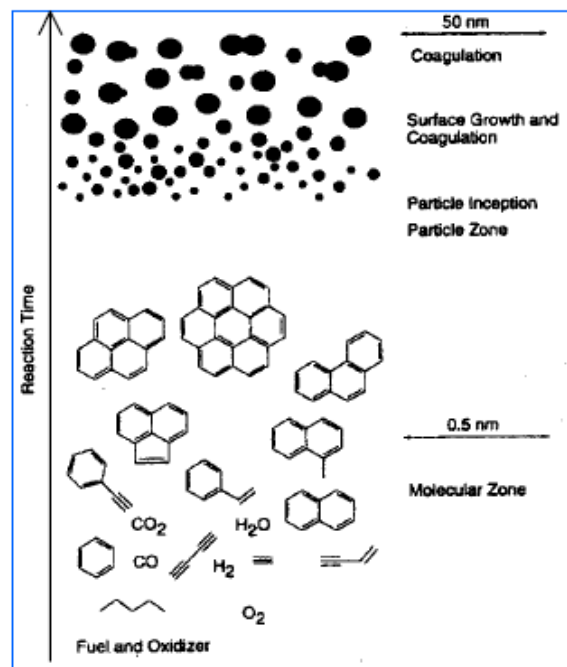 50 nm
Coagulation
Surface Growth and
Coagulation
Particle Inception
Particle Zone
Reaction Time
0.5 nm
Molecular Zone
CO2
H2O
CO
H2
O2
Fuel and Oxidizer